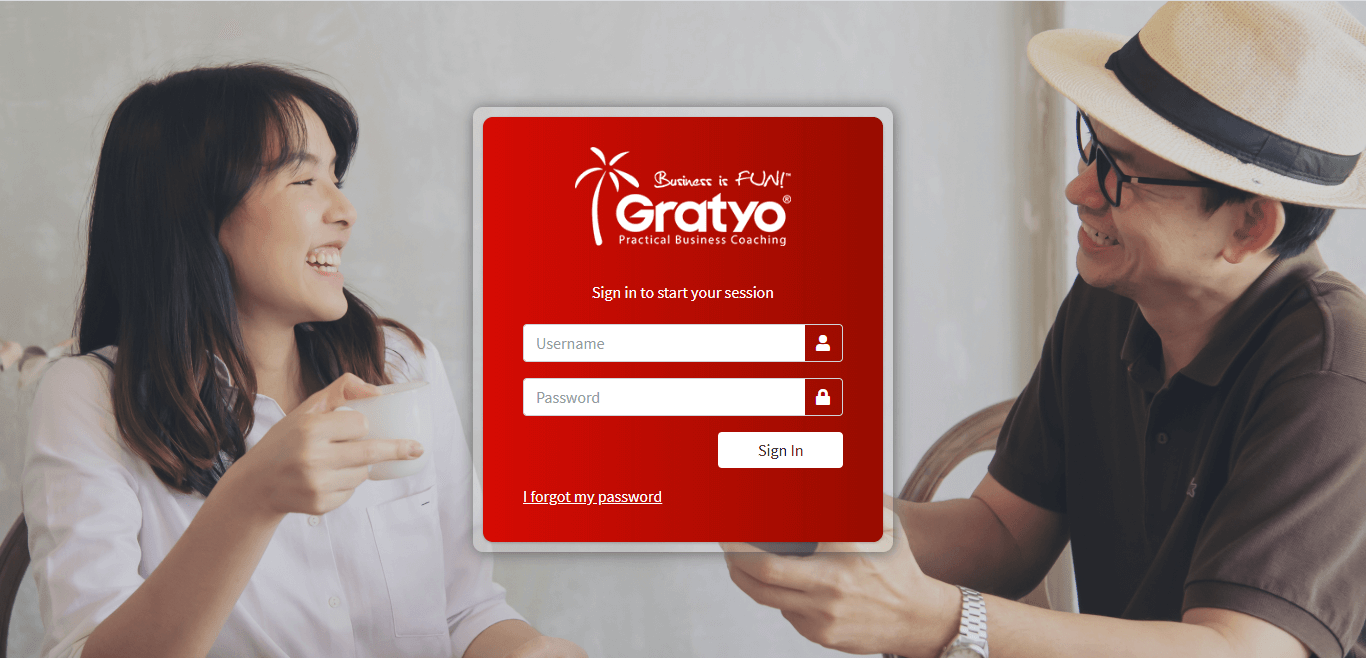 Business is FUN!™
Gratyo®
Practical Business Coaching
Sign in to start your session
Username
Password
Sign In
I forgot my password